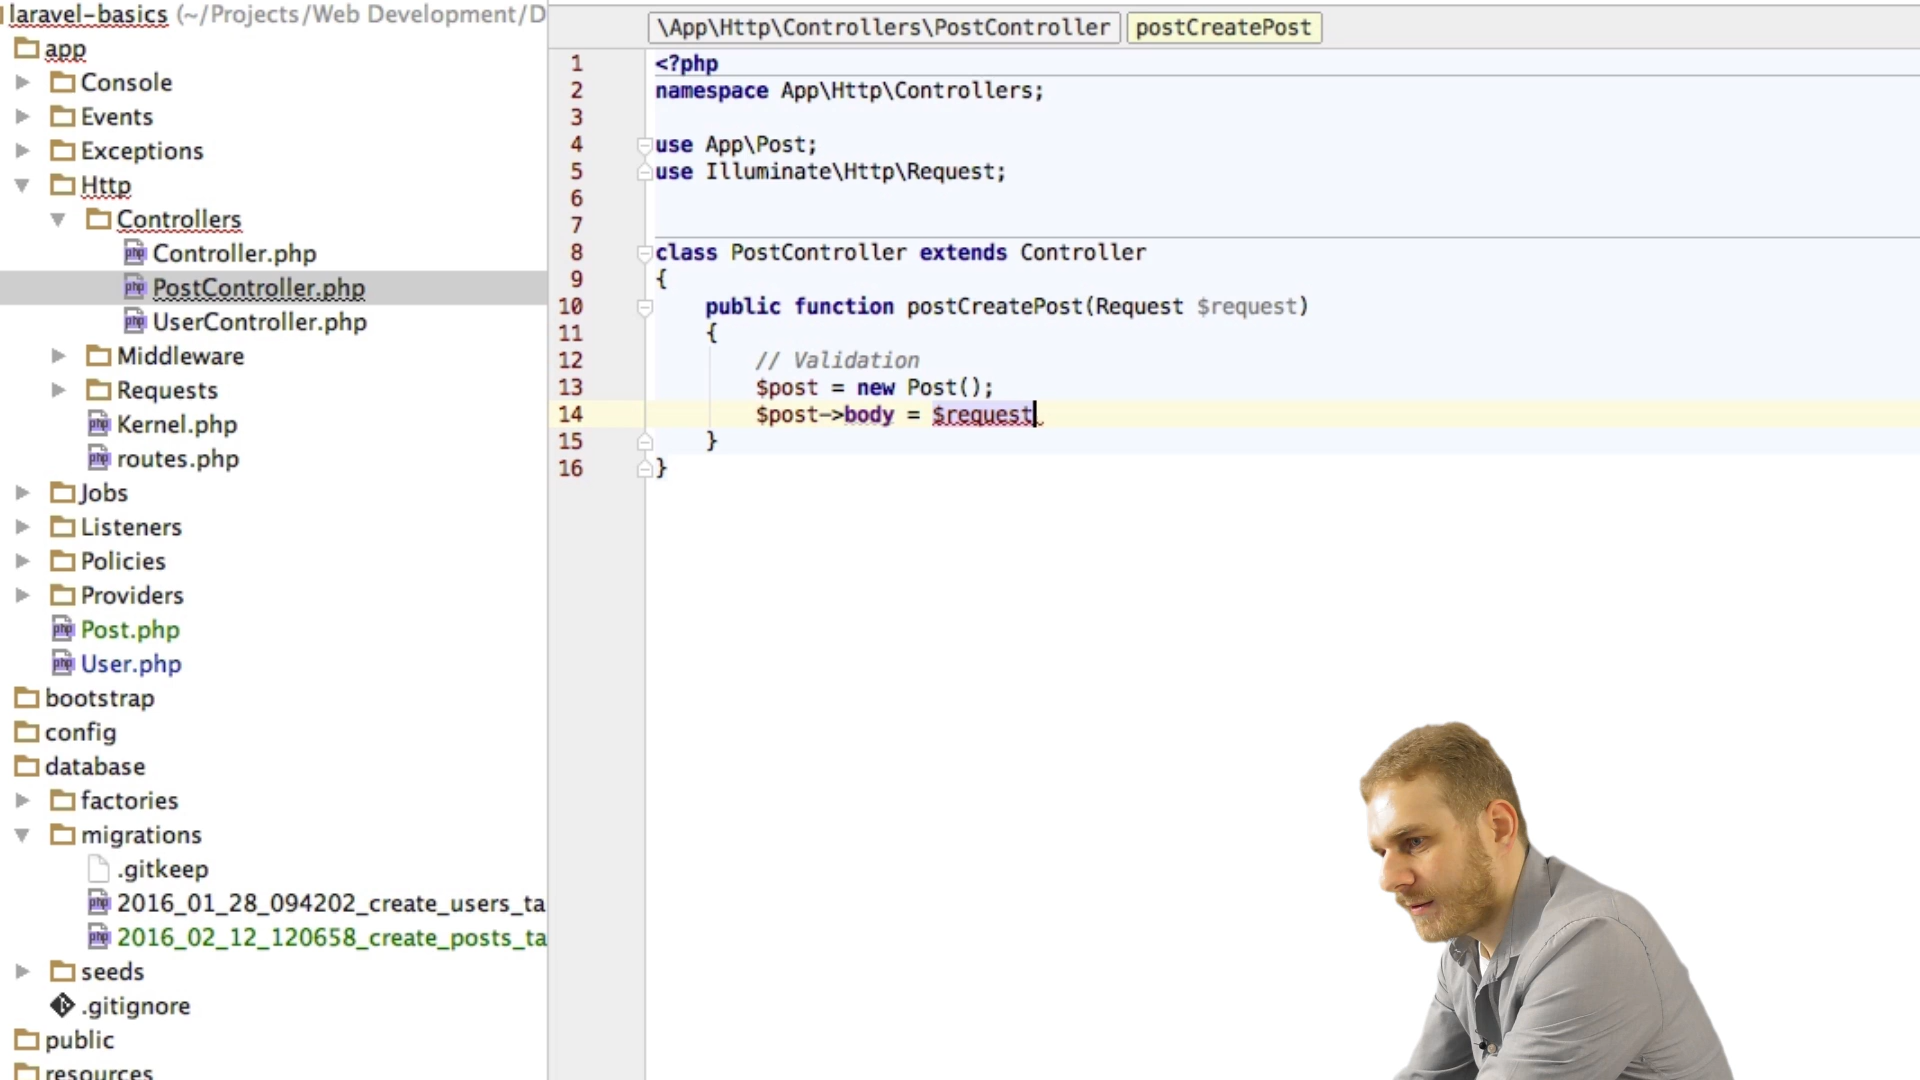 laravel-basics (~/Projects/Web Development/D
app
Console
Events
Exceptions
Http
Controllers
Controller.php
PostController.php
UserController.php
Middleware
Requests
Kernel.php
routes.php
Jobs
Listeners
Policies
Providers
Post.php
User.php
bootstrap
config
database
factories
migrations
.gitkeep
2016_01_28_094202_create_users_ta
2016_02_12_120658_create_posts_ta
seeds
.gitignore
public
resources
\App\Http\Controllers\PostController postCreatePost
1 <?php
2 namespace App\Http\Controllers;
3
4 use App\Post;
5 use Illuminate\Http\Request;
6
7
8 class PostController extends Controller
9 {
10 public function postCreatePost(Request $request)
11 {
12 // Validation
13 $post = new Post();
14 $post->body = $request
15 }
16 }